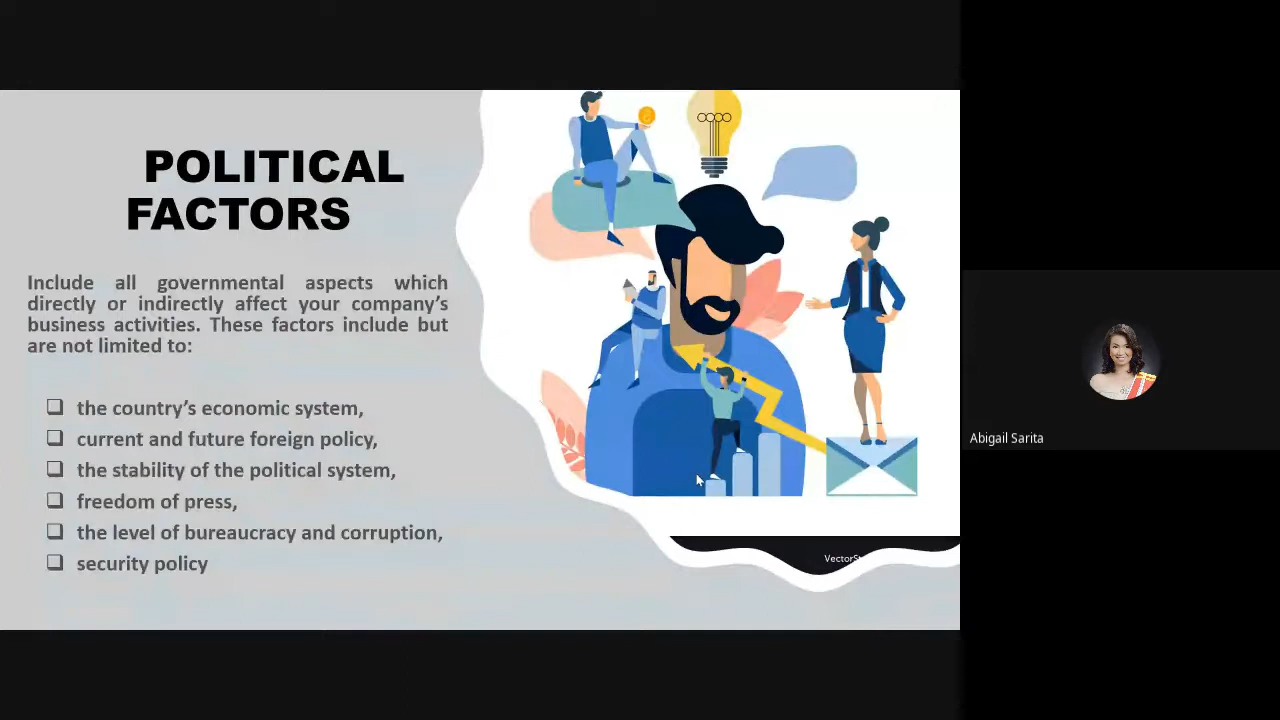 POLITICAL
FACTORS
Include all governmental aspects which
directly or indirectly affect your company's
business activities. These factors include but
are not limited to:
❑ the country's economic system,
❑ current and future foreign policy,
❑ the stability of the political system,
❑ freedom of press,
❑ the level of bureaucracy and corruption,
❑ security policy
Abigail Sarita